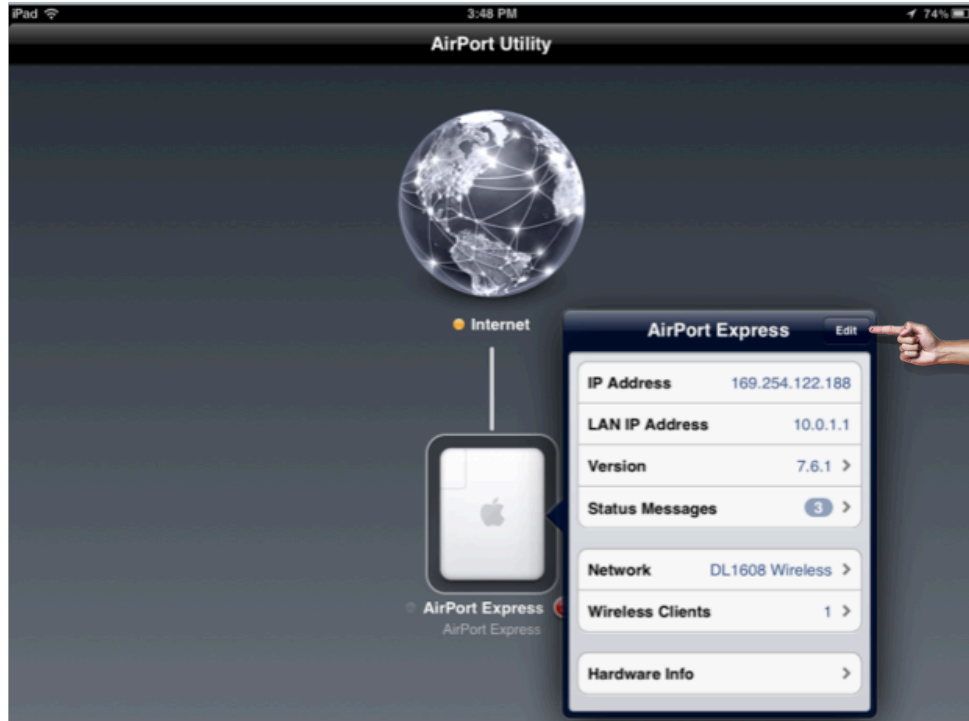 iPad 3:48 PM 74%
AirPort Utility
Internet
AirPort Express Edit
IP Address 169.254.122.188
LAN IP Address 10.0.1.1
Version 7.6.1
Status Messages 3
Network DL1608 Wireless
Wireless Clients 1
Hardware Info
AirPort Express
AirPort Express